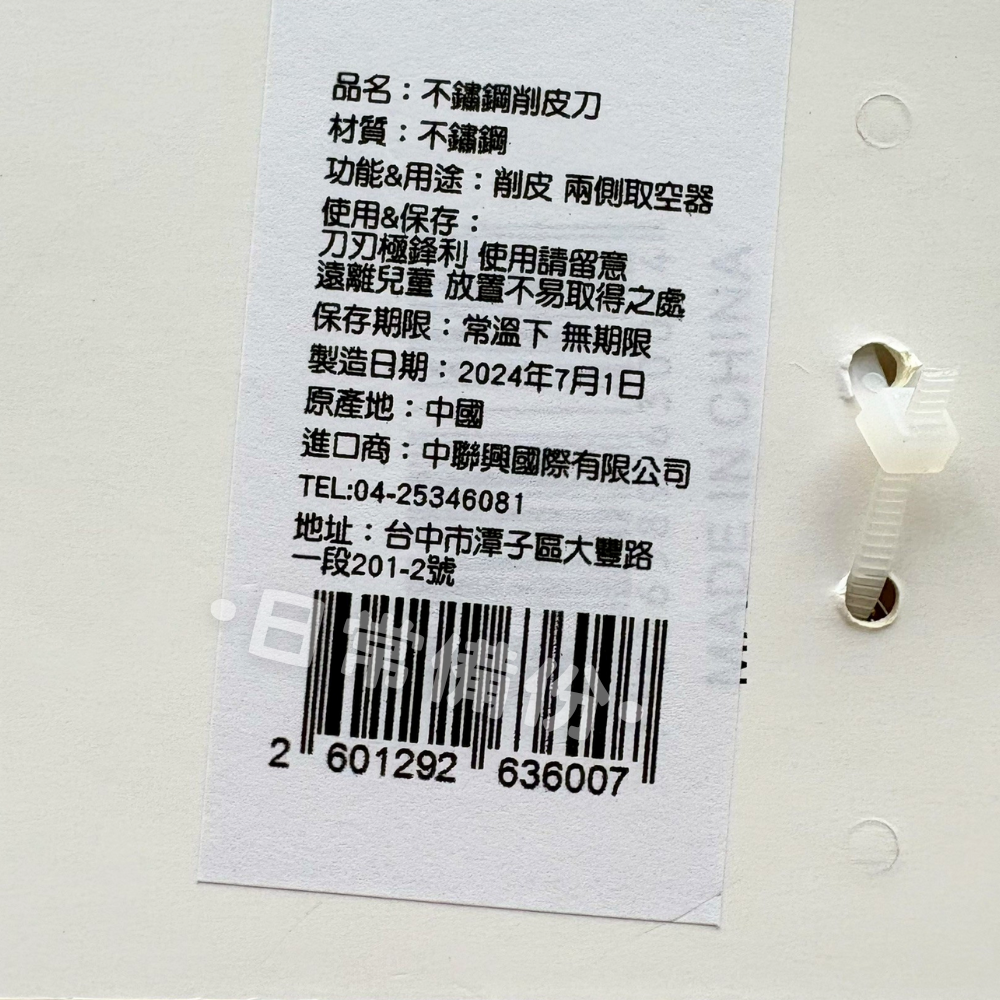 品名：不鏽鋼削皮刀
材質：不鏽鋼
功能&用途：削皮 兩側取空器
使用&保存：
刀刃極鋒利 使用請留意
遠離兒童 放置不易取得之處
保存期限：常溫下 無期限
製造日期：2024年7月1日
原產地：中國
進口商：中聯興國際有限公司
TEL:04-25346081
地址：台中市潭子區大豐路
一段201-2號
•日常備份•
2 601292 636007
MADE IN CHINA